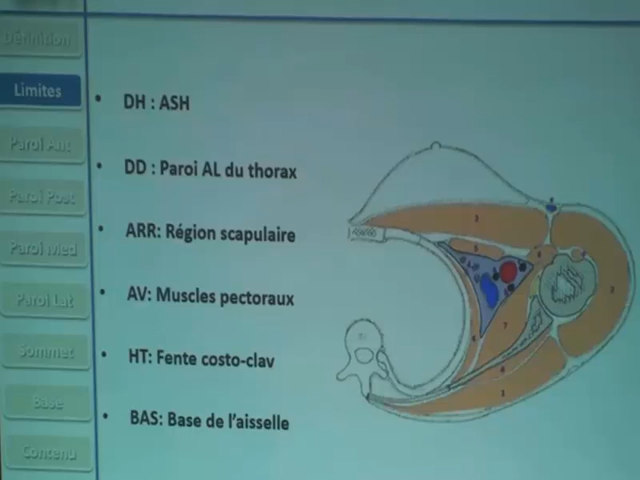 Définition
Limites
Paroi Ant
Paroi Post
Paroi Med
Paroi Lat
Sommet
Base
Contenu
• DH : ASH
• DD : Paroi AL du thorax
• ARR: Région scapulaire
• AV: Muscles pectoraux
• HT: Fente costo-clav
• BAS: Base de l'aisselle